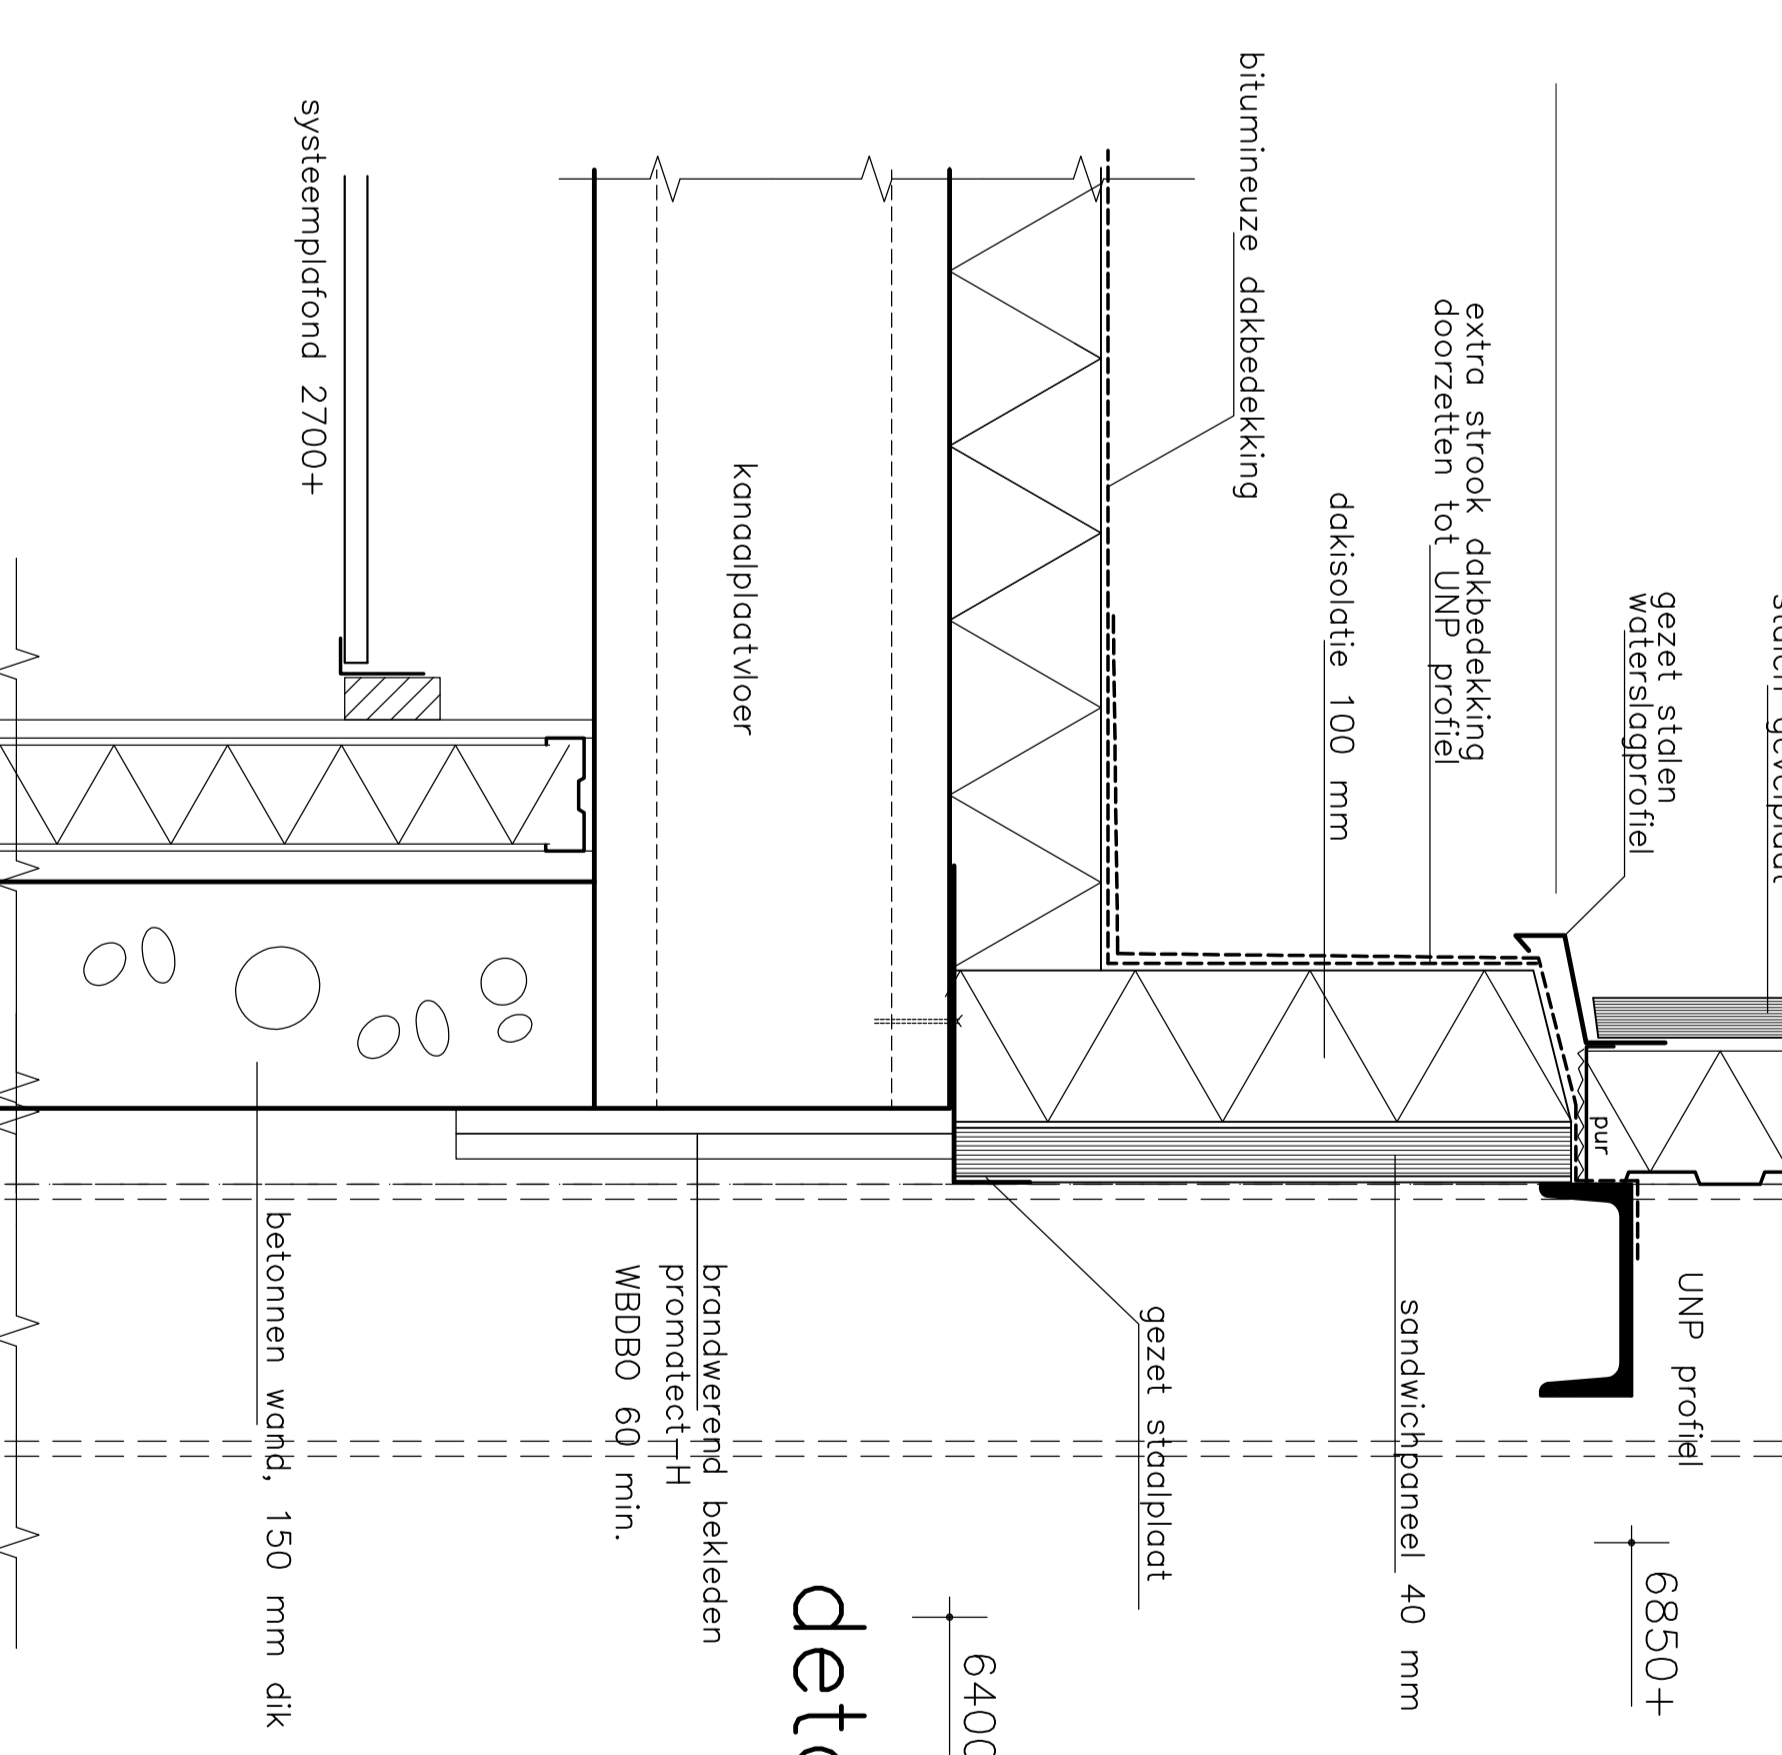 stalen gevelplaat
gezet stalen
waterslagprofiel
extra strook dakbedekking
doorzetten tot UNP profiel
dakisolatie 100 mm
bitumineuze dakbedekking
kanaalplaatvloer
systeemplafond 2700+
pur
UNP profiel
6850+
sandwichpaneel 40 mm
gezet staalplaat
6400
brandwerend bekleden
promatect-H
WBDBO 60 min.
betonnen wand, 150 mm dik